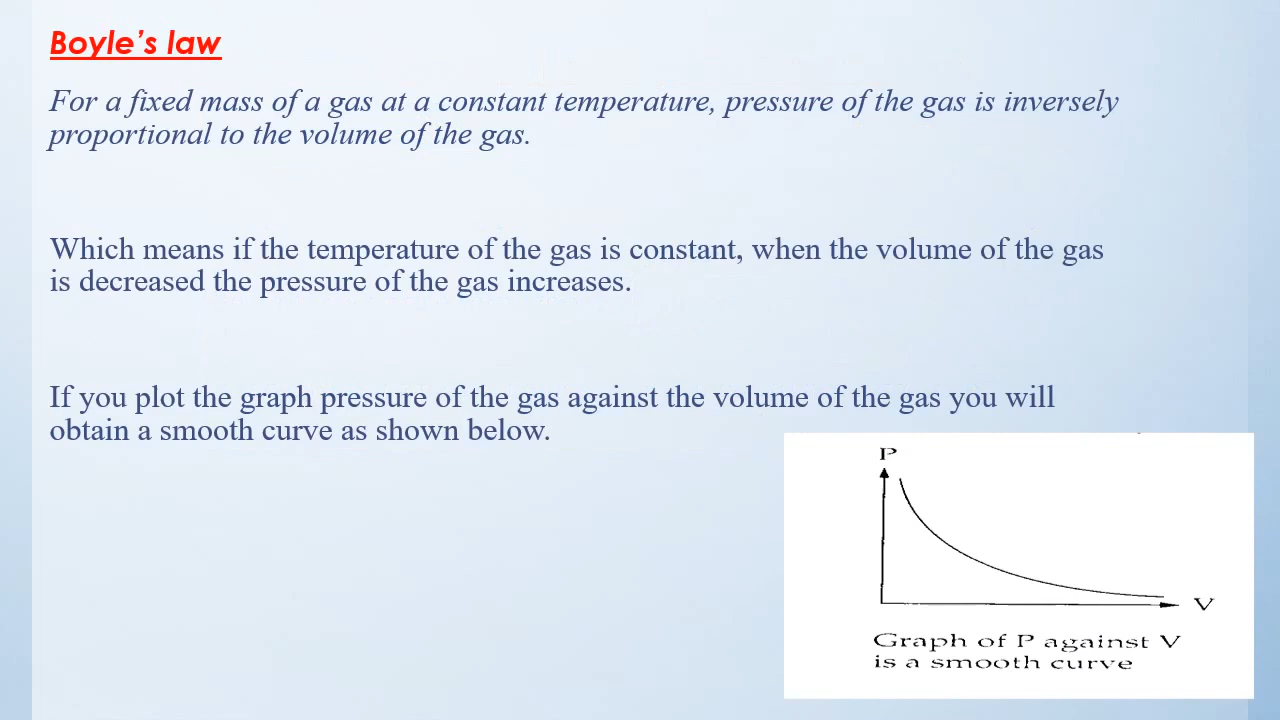 Boyle’s law
For a fixed mass of a gas at a constant temperature, pressure of the gas is inversely
proportional to the volume of the gas.
Which means if the temperature of the gas is constant, when the volume of the gas
is decreased the pressure of the gas increases.
If you plot the graph pressure of the gas against the volume of the gas you will
obtain a smooth curve as shown below.
P
V
Graph of P against V
is a smooth curve